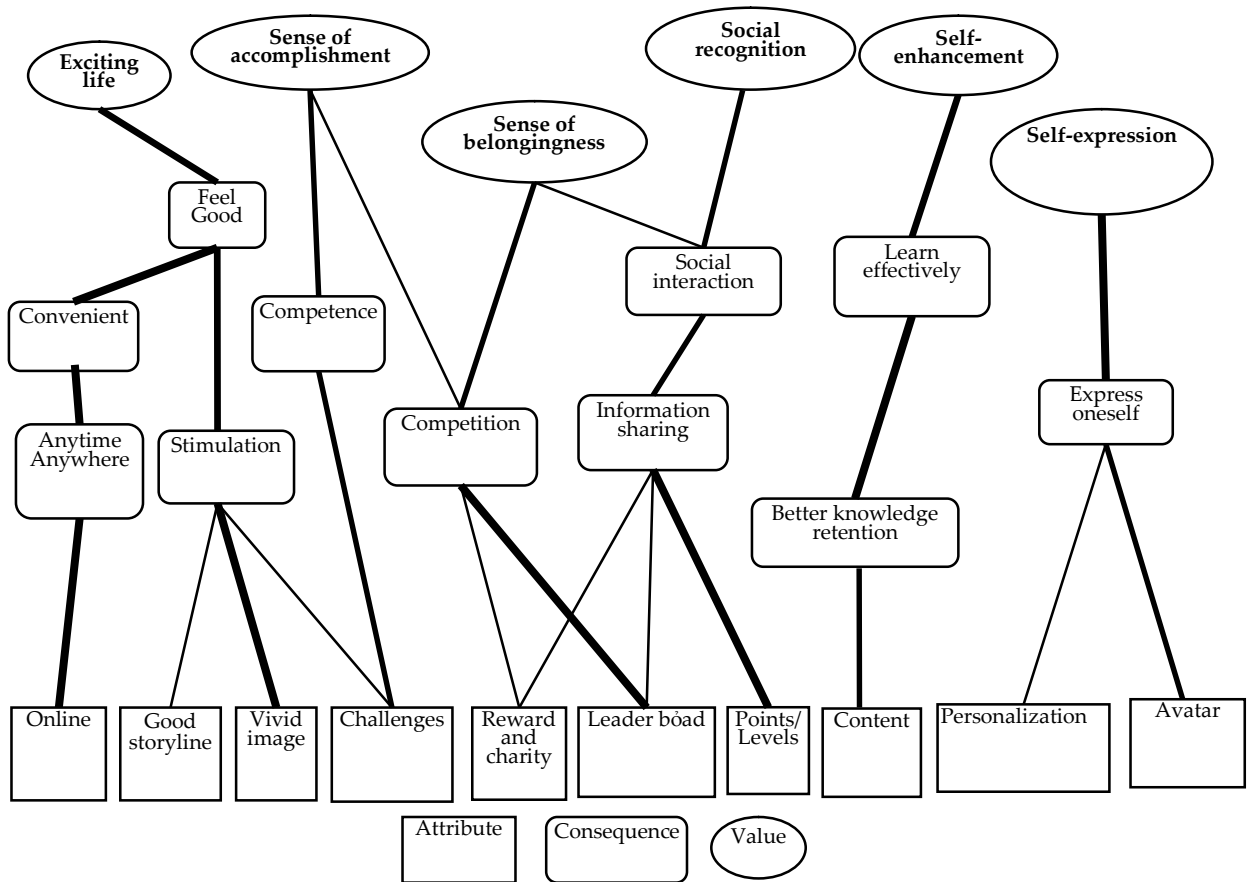 Exciting
life
Sense of
accomplishment
Sense of
belongingness
Social
recognition
Self-
enhancement
Self-expression
Feel
Good
Social
interaction
Learn
effectively
Convenient
Competence
Express
oneself
Information
sharing
Competition
Anytime
Anywhere
Stimulation
Better knowledge
retention
Online
Good
storyline
Vivid
image
Challenges
Reward
and
charity
Leader bỏad
Points/
Levels
Content
Personalization
Avatar
Attribute
Consequence
Value